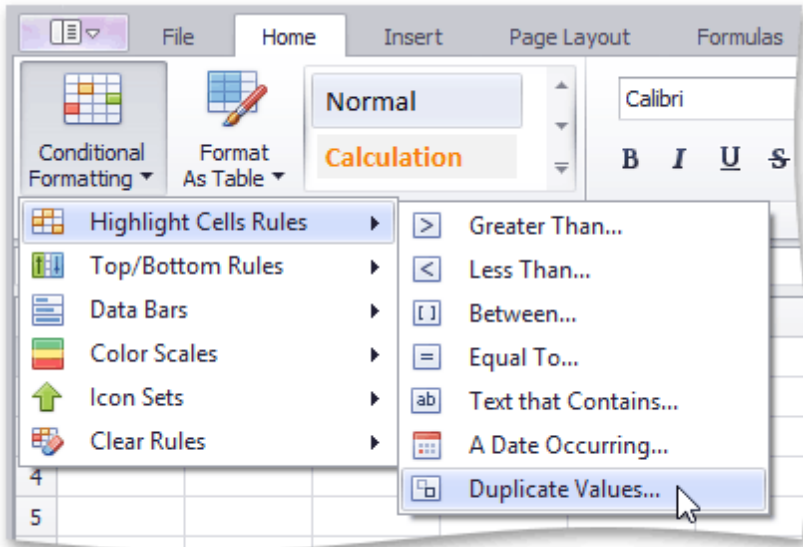 File Home Insert Page Layout Formulas
Normal
Calculation
Calibri
B I U S
Conditional
Formatting
Format
As Table
Highlight Cells Rules
Top/Bottom Rules
Data Bars
Color Scales
Icon Sets
Clear Rules
> Greater Than...
< Less Than...
[ ] Between...
= Equal To...
ab Text that Contains...
A Date Occurring...
Duplicate Values...
4
5